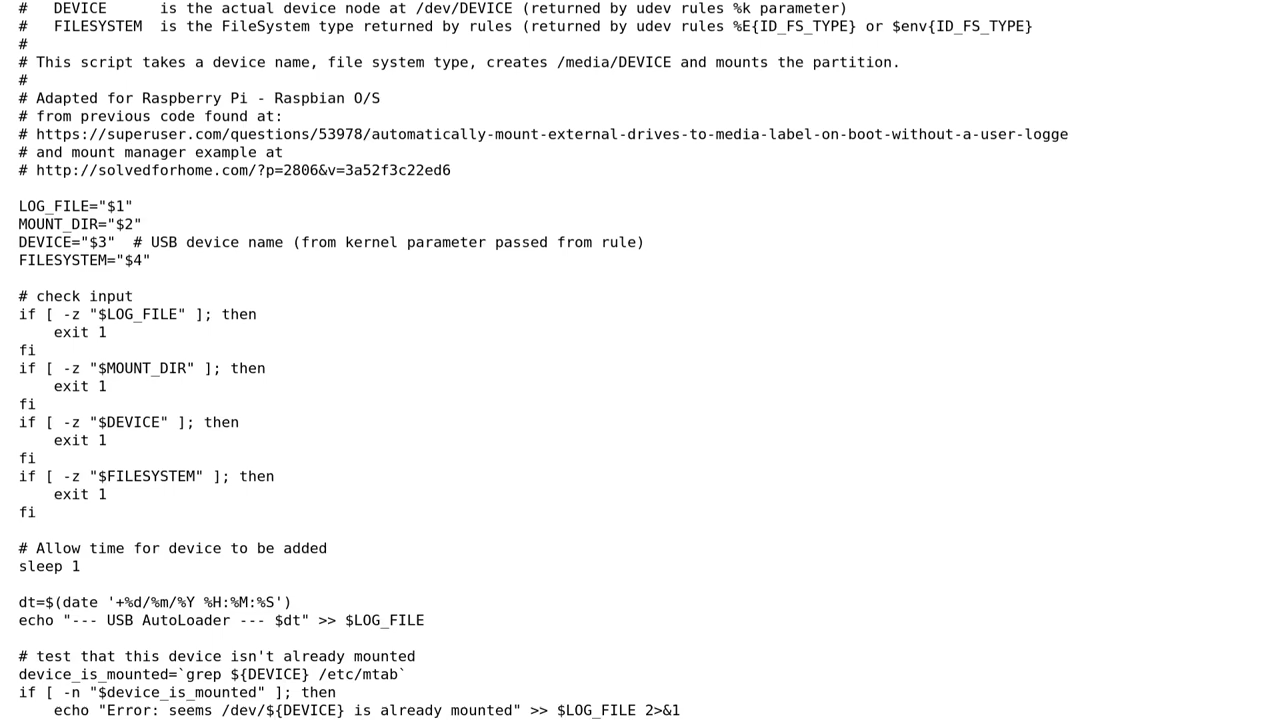 #   DEVICE      is the actual device node at /dev/DEVICE (returned by udev rules %k parameter)
#   FILESYSTEM  is the FileSystem type returned by rules (returned by udev rules %E{ID_FS_TYPE} or $env{ID_FS_TYPE}
#
# This script takes a device name, file system type, creates /media/DEVICE and mounts the partition.
#
# Adapted for Raspberry Pi - Raspbian O/S
# from previous code found at:
# https://superuser.com/questions/53978/automatically-mount-external-drives-to-media-label-on-boot-without-a-user-logge
# and mount manager example at
# http://solvedforhome.com/?p=2806&v=3a52f3c22ed6

LOG_FILE="$1"
MOUNT_DIR="$2"
DEVICE="$3"  # USB device name (from kernel parameter passed from rule)
FILESYSTEM="$4"

# check input
if [ -z "$LOG_FILE" ]; then
    exit 1
fi
if [ -z "$MOUNT_DIR" ]; then
    exit 1
fi
if [ -z "$DEVICE" ]; then
    exit 1
fi
if [ -z "$FILESYSTEM" ]; then
    exit 1
fi

# Allow time for device to be added
sleep 1

dt=$(date '+%d/%m/%Y %H:%M:%S')
echo "--- USB AutoLoader --- $dt" >> $LOG_FILE

# test that this device isn't already mounted
device_is_mounted=`grep ${DEVICE} /etc/mtab`
if [ -n "$device_is_mounted" ]; then
    echo "Error: seems /dev/${DEVICE} is already mounted" >> $LOG_FILE 2>&1